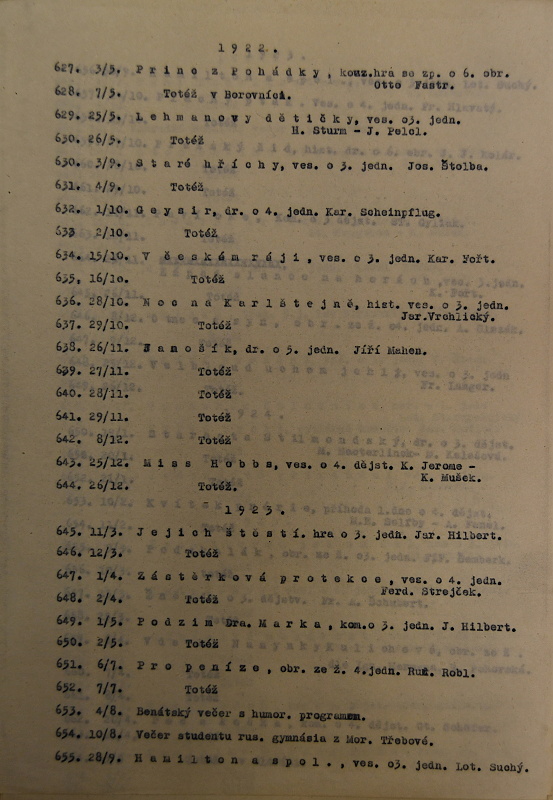 1 9 2 2 .
627. 3/5. P r i n c z P o h á d k y , kouz.hra se zp. o 6. obr.
Otto Fastr.
628. 7/5. Totéž v Borovnici.
629. 25/5. L e h m a n o v y d ě t i č k y, ves. o3. jedn.
H. Sturm - J. Pelcl.
630. 26/5. Totéž
630. 3/9. S t a r é h ř í c h y, ves. o 3. jedn. Jos. Štolba.
631. 4/9. Totéž
632. 1/10. G e y s i r, dr. o 4. jedn. Kar. Scheinpflug.
633 2/10. Totéž
634. 15/10. V č e s k é m r á j i , ves. o 3. jedn. Kar. Fořt.
635, 16/10. Totéž
636. 28/10. N o c n a K a r l š t e j n ě, hist. ves. o 3. jedn.
Jar.Vrchlický.
637. 29/10. Totéž
638. 26/11. J a n o š í k, dr. o 5. jedn. Jiří Mahen.
639. 27/11. Totéž
640. 28/11. Totéž
641. 29/11. Totéž
642. 8/12. Totéž
643. 25/12. M i s s H o b b s, ves. o 4. dějst. K. Jerome -
K. Mušek.
644. 26/12. Totéž.
1 9 2 3 .
645. 11/3. J e j i c h š t ě s t í. hra o 3. jedn. Jar. Hilbert.
646. 12/3. Totéž
647. 1/4. Z á s t ě r k o v á p r o t e k c e , ves. o 4. jedn.
Ferd. Strejček.
648. 2/4. Totéž
649. 1/5. P o d z i m Dra. M a r k a , kom.o 3. jedn. J. Hilbert.
650. 2/5. Totéž
651. 6/7. P r o p e n í z e , obr. ze ž. 4.jedn. Ruž. Robl.
652. 7/7. Totéž
653. 4/8. Benátský večer s humor. programem.
654. 10/8. Večer studentu rus. gymnásia z Mor. Třebové.
655. 28/9. H a m i l t o n a s p o l . , ves. o3. jedn. Lot. Suchý.